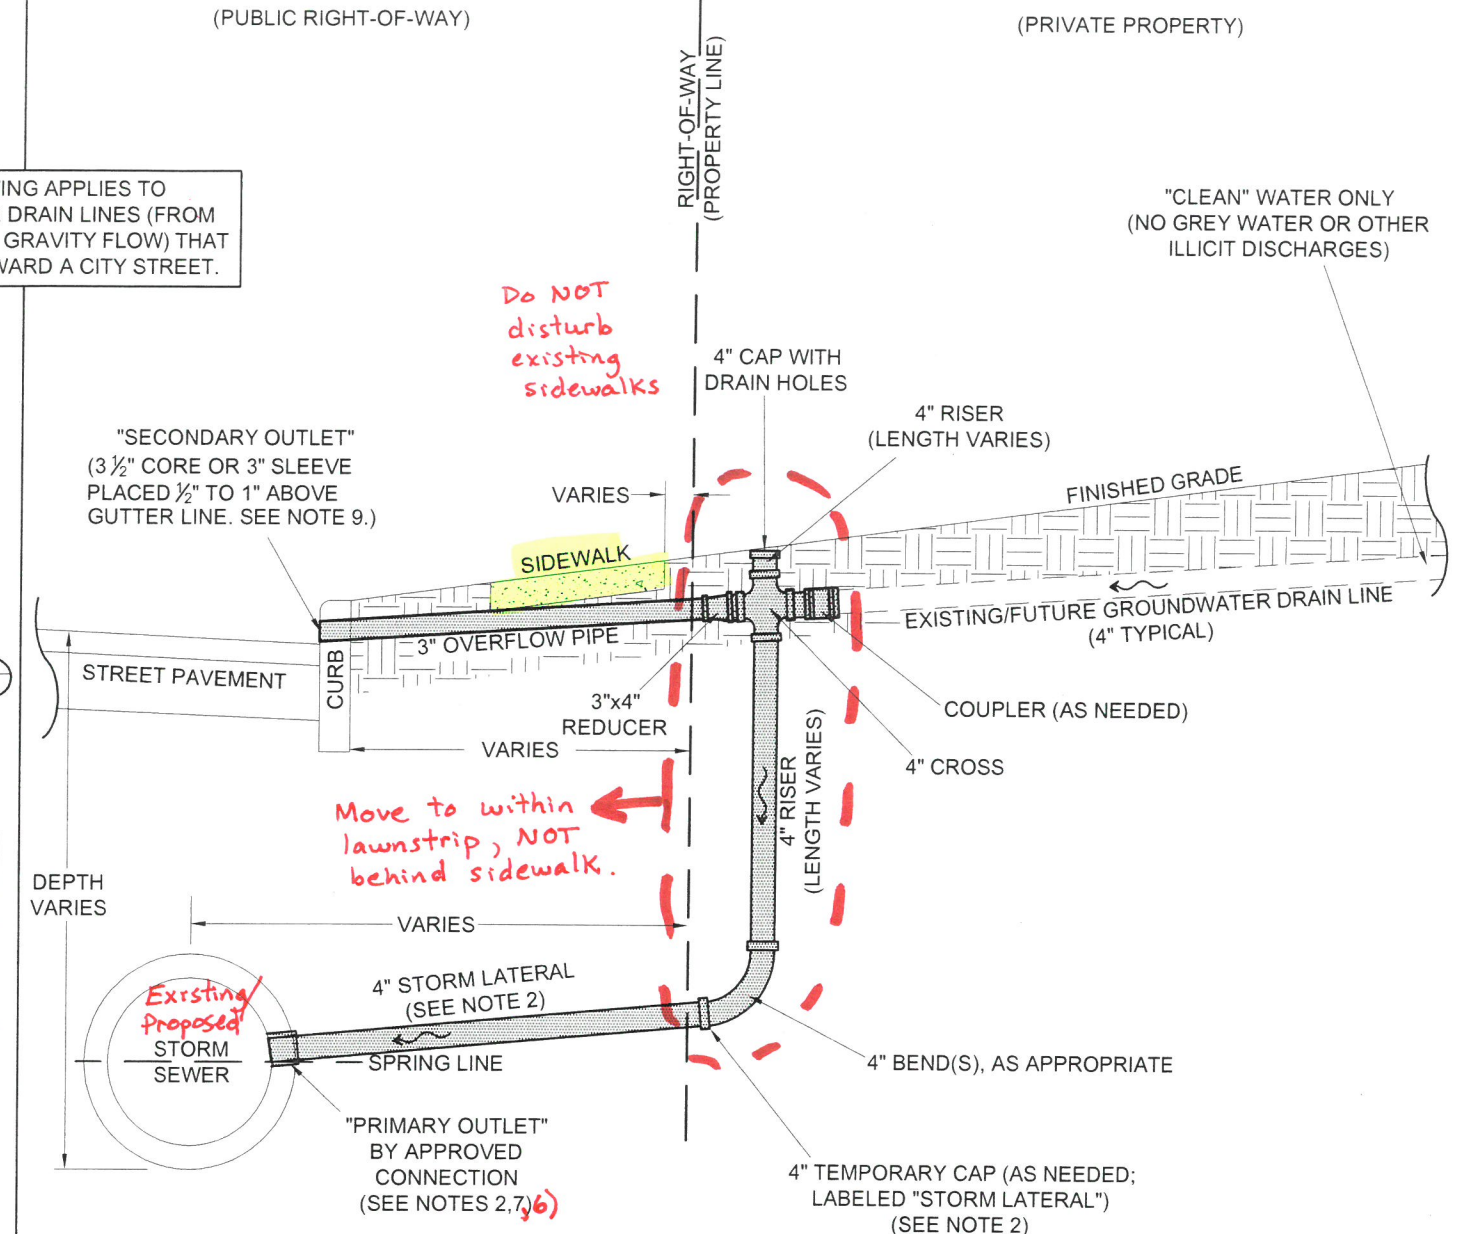 (PUBLIC RIGHT-OF-WAY)
(PRIVATE PROPERTY)
RIGHT-OF-WAY
(PROPERTY LINE)
ING APPLIES TO
DRAIN LINES (FROM
GRAVITY FLOW) THAT
WARD A CITY STREET.
"CLEAN" WATER ONLY
(NO GREY WATER OR OTHER
ILLICIT DISCHARGES)
Do NOT
disturb
existing
sidewalks
4" CAP WITH
DRAIN HOLES
4" RISER
(LENGTH VARIES)
"SECONDARY OUTLET"
(3 ½" CORE OR 3" SLEEVE
PLACED ½" TO 1" ABOVE
GUTTER LINE. SEE NOTE 9.)
VARIES
FINISHED GRADE
SIDEWALK
EXISTING/FUTURE GROUNDWATER DRAIN LINE
(4" TYPICAL)
3" OVERFLOW PIPE
STREET PAVEMENT
CURB
3"x4"
REDUCER
COUPLER (AS NEEDED)
VARIES
4" CROSS
4" RISER
(LENGTH VARIES)
Move to within
lawnstrip, NOT
behind sidewalk.
DEPTH
VARIES
VARIES
4" STORM LATERAL
(SEE NOTE 2)
Existing/
Proposed
STORM
SEWER
SPRING LINE
4" BEND(S), AS APPROPRIATE
"PRIMARY OUTLET"
BY APPROVED
CONNECTION
(SEE NOTES 2,7),6)
4" TEMPORARY CAP (AS NEEDED;
LABELED "STORM LATERAL")
(SEE NOTE 2)